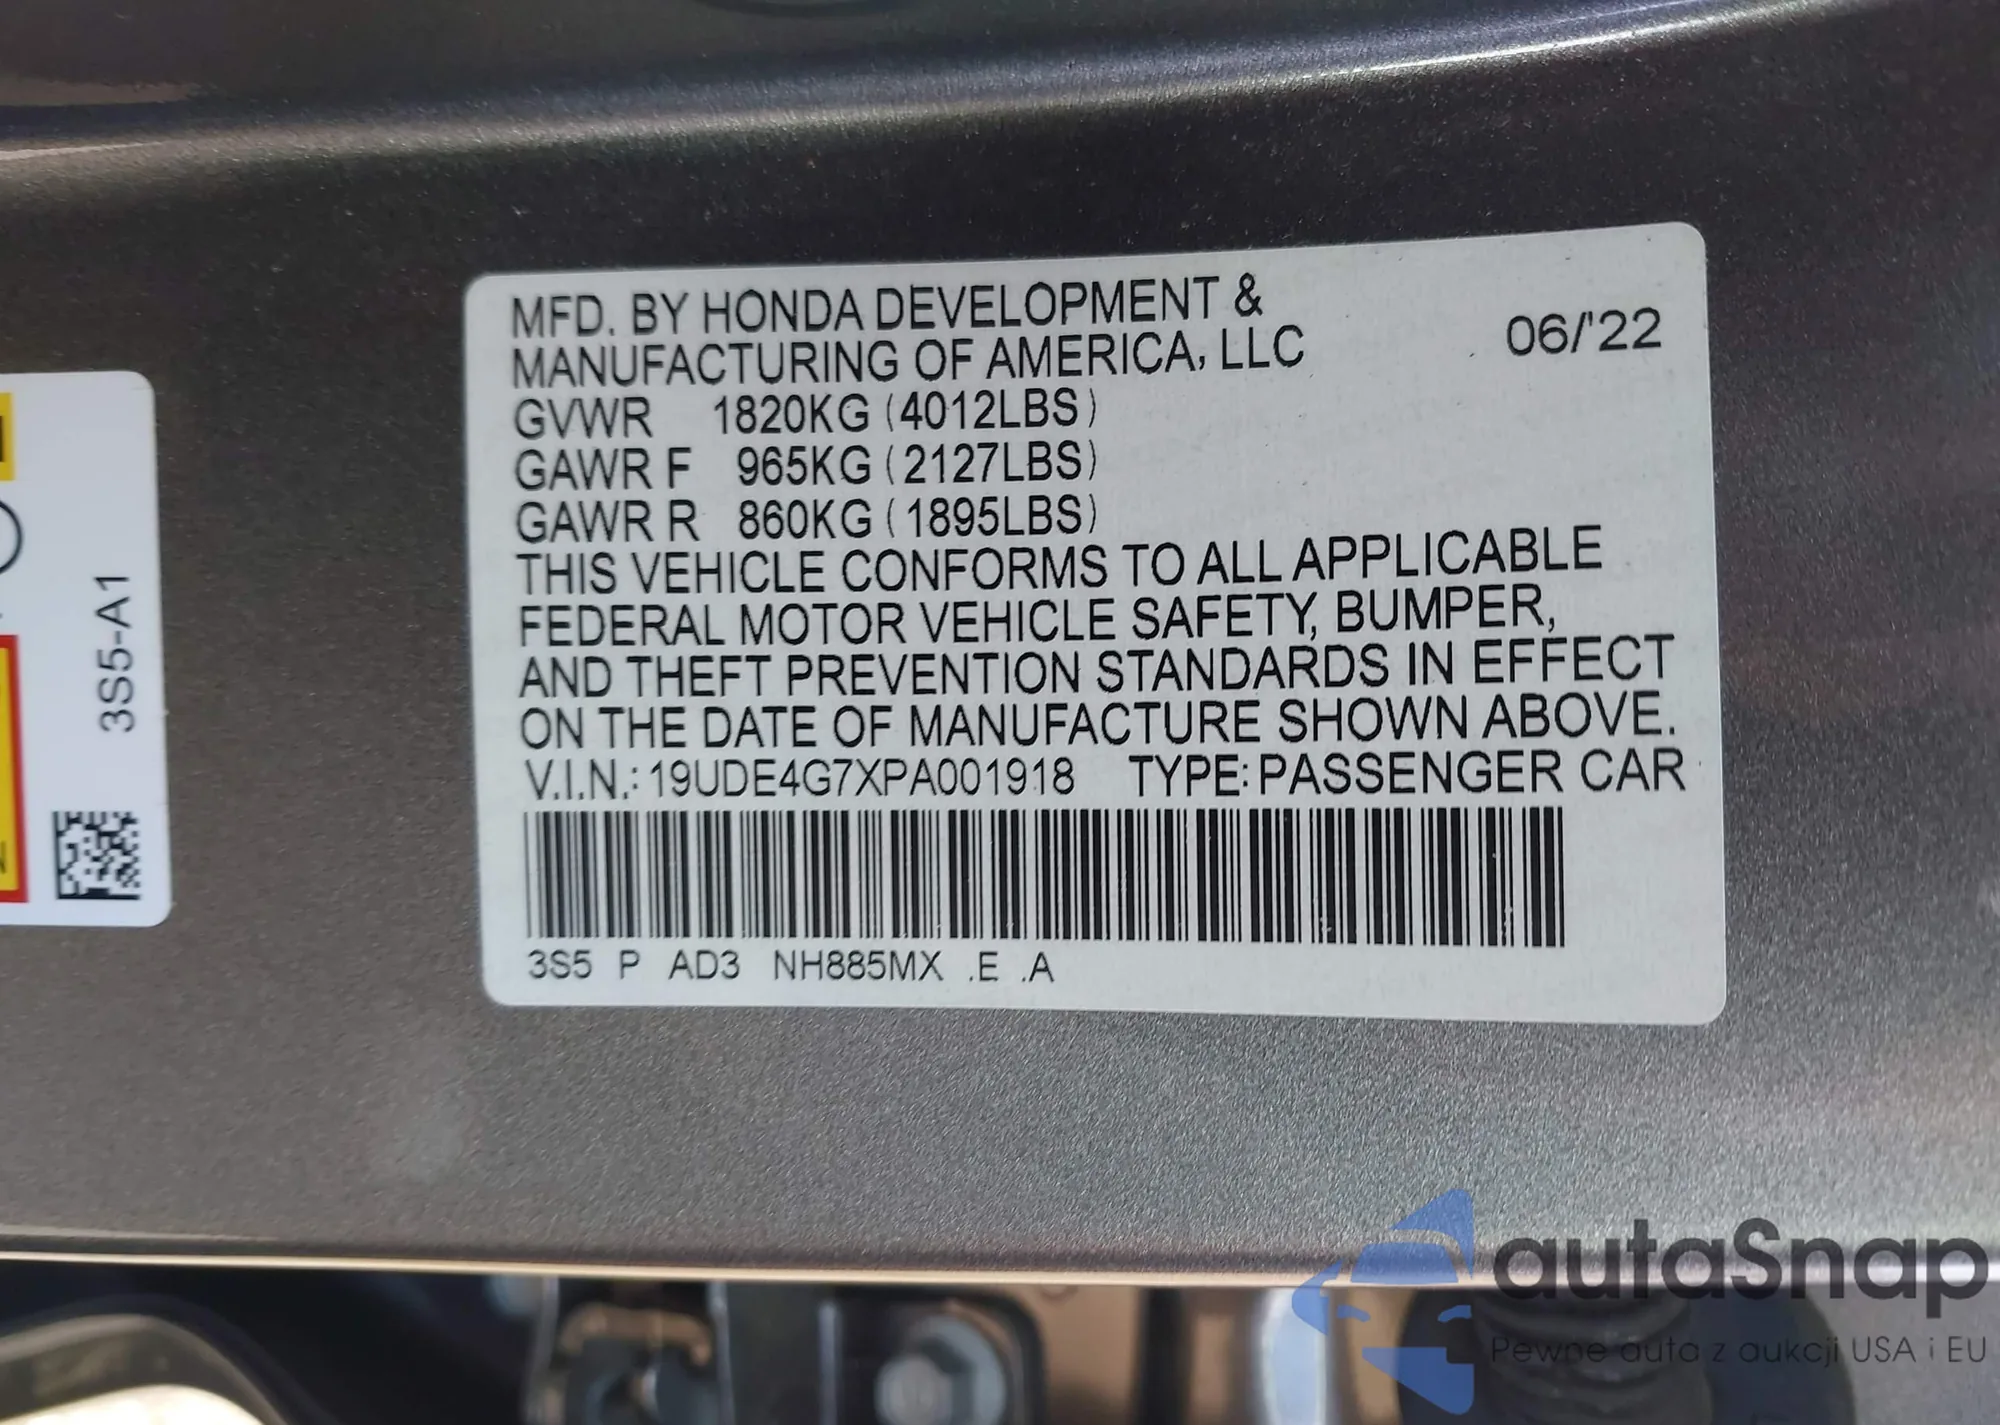 MFD. BY HONDA DEVELOPMENT &
MANUFACTURING OF AMERICA, LLC
06/'22
GVWR 1820KG (4012LBS)
GAWR F 965KG (2127LBS)
GAWR R 860KG (1895LBS)
THIS VEHICLE CONFORMS TO ALL APPLICABLE
FEDERAL MOTOR VEHICLE SAFETY, BUMPER,
AND THEFT PREVENTION STANDARDS IN EFFECT
ON THE DATE OF MANUFACTURE SHOWN ABOVE.
V.I.N.: 19UDE4G7XPA001918 TYPE: PASSENGER CAR
3S5 P AD3 NH885MX .E .A
3S5-A1
autaSnap
Pewne auta z aukcji USA i EU